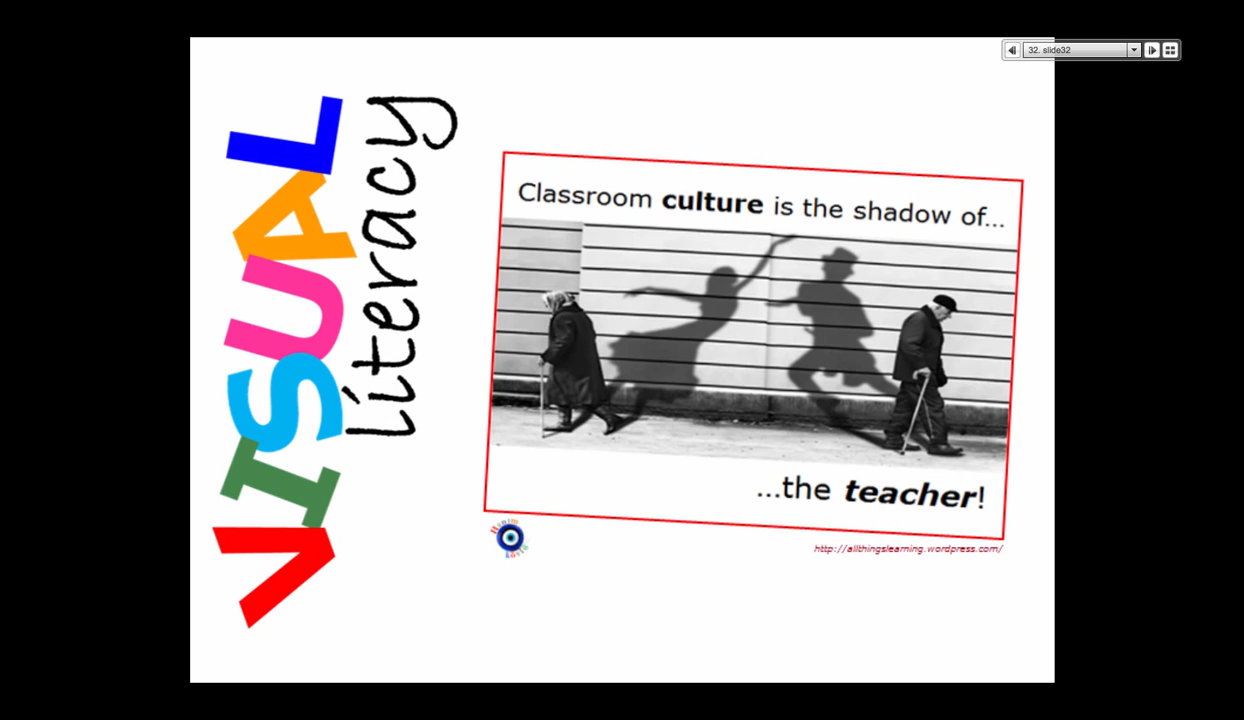 32. slide32
VISUAL
literacy
Classroom culture is the shadow of...
...the teacher!
http://allthingslearning.wordpress.com/